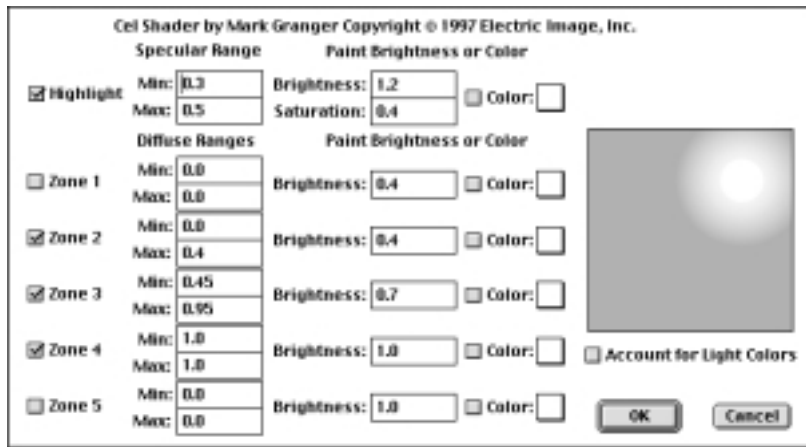 Cel Shader by Mark Granger Copyright © 1997 Electric Image, Inc.
Specular Range Paint Brightness or Color
Highlight Min: 0.3 Brightness: 1.2 Color:
Max: 0.5 Saturation: 0.4
Diffuse Ranges Paint Brightness or Color
Zone 1 Min: 0.0 Brightness: 0.4 Color:
Max: 0.0
Zone 2 Min: 0.0 Brightness: 0.4 Color:
Max: 0.4
Zone 3 Min: 0.45 Brightness: 0.7 Color:
Max: 0.95
Zone 4 Min: 1.0 Brightness: 1.0 Color:
Max: 1.0
Account for Light Colors
Zone 5 Min: 0.0 Brightness: 1.0 Color:
Max: 0.0
OK Cancel